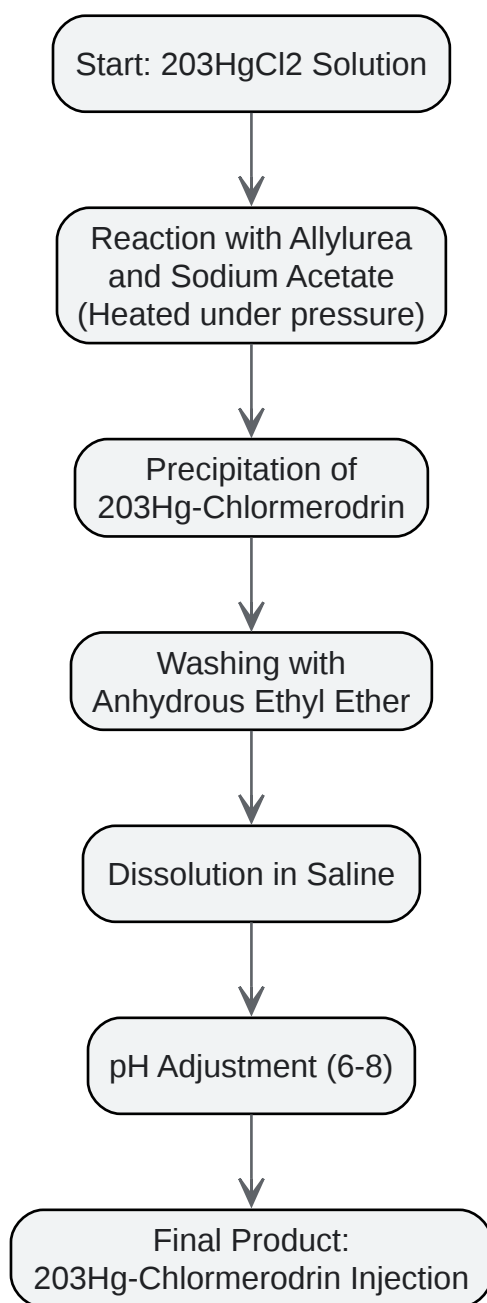 Start: 203HgCl2 Solution
Reaction with Allylurea
and Sodium Acetate
(Heated under pressure)
Precipitation of
203Hg-Chlormerodrin
Washing with
Anhydrous Ethyl Ether
Dissolution in Saline
pH Adjustment (6-8)
Final Product:
203Hg-Chlormerodrin Injection